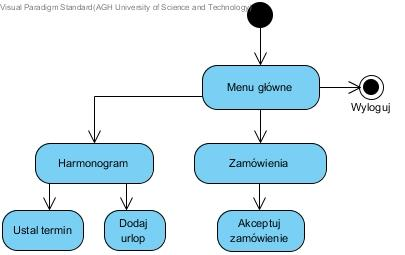 Visual Paradigm Standard(AGH University of Science and Technology)
Menu główne
Wyloguj
Harmonogram
Zamówienia
Ustal termin
Dodaj
urlop
Akceptuj
zamówienie